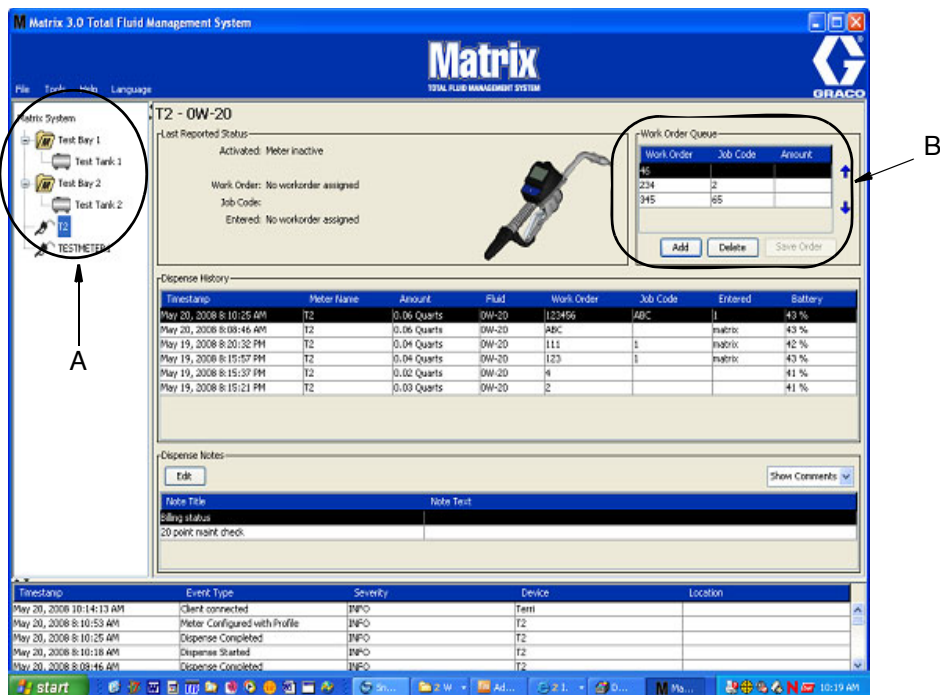 Matrix 3.0 Total Fluid Management System
Matrix
TOTAL FLUID MANAGEMENT SYSTEM
GRACO
File Tools Help Language
Matrix System
Test Bay 1
Test Tank 1
Test Bay 2
Test Tank 2
T2
TESTMETER
A
T2 - 0W-20
Last Reported Status
Activated: Meter inactive
Work Order: No workorder assigned
Job Code:
Entered: No workorder assigned
Work Order Queue
Work Order Job Code Amount
46
234 2
345 65
Add Delete Save Order
B
Dispense History
Timestamp Meter Name Amount Fluid Work Order Job Code Entered Battery
May 20, 2008 8:10:25 AM T2 0.06 Quarts 0W-20 123456 ABC 1 43 %
May 20, 2008 8:08:46 AM T2 0.06 Quarts 0W-20 ABC matrix 43 %
May 19, 2008 8:20:32 PM T2 0.04 Quarts 0W-20 111 1 matrix 42 %
May 19, 2008 8:15:57 PM T2 0.04 Quarts 0W-20 123 1 matrix 43 %
May 19, 2008 8:15:37 PM T2 0.02 Quarts 0W-20 4 41 %
May 19, 2008 8:15:21 PM T2 0.03 Quarts 0W-20 2 41 %
Dispense Notes
Edit
Show Comments
Note Title Note Text
Billing status
20 point maint check
Timestamp Event Type Severity Device Location
May 20, 2008 10:14:13 AM Client connected INFO Terri
May 20, 2008 8:10:53 AM Meter Configured with Profile INFO T2
May 20, 2008 8:10:25 AM Dispense Completed INFO T2
May 20, 2008 8:10:18 AM Dispense Started INFO T2
May 20, 2008 8:08:46 AM Dispense Completed INFO T2
start Sn... 2 W Ad... 2 1. D... Ma... 10:19 AM